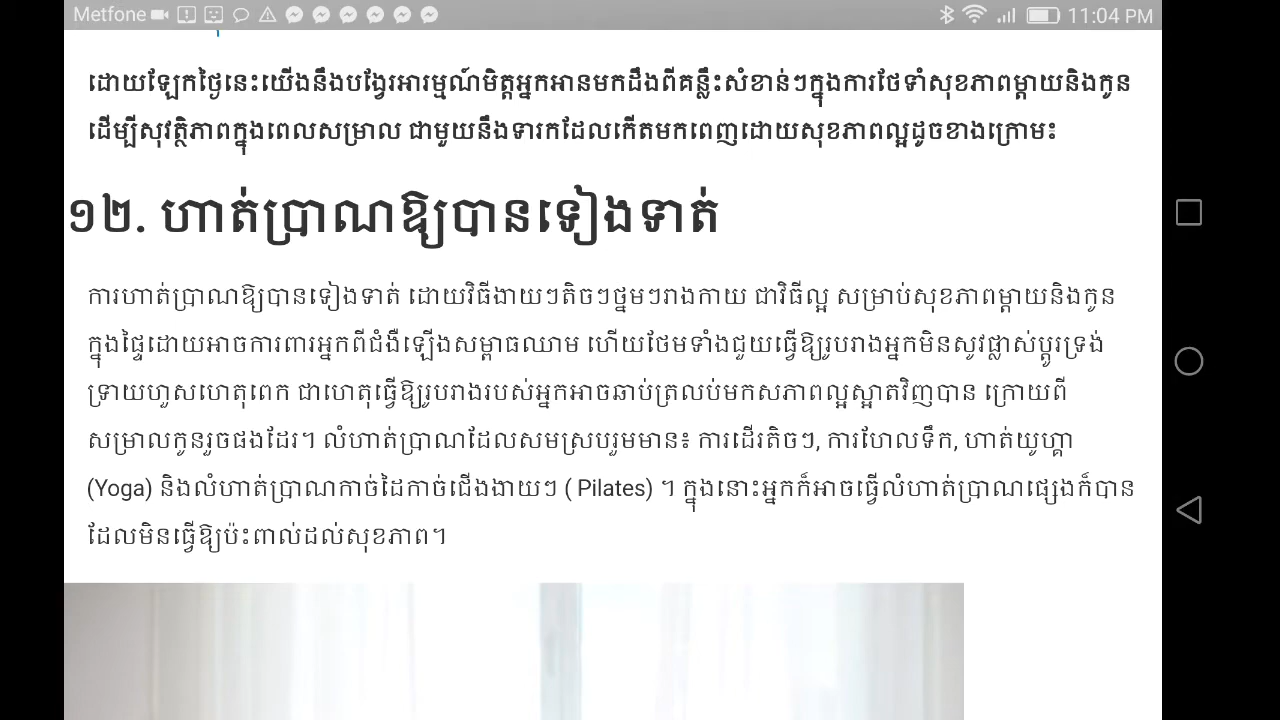 Metfone
11:04 PM
ដោយឡែកថ្ងៃនេះយើងនឹងបង្វែរអារម្មណ៍មិត្តអ្នកអានមកដឹងពីគន្លឹះសំខាន់ៗក្នុងការថែទាំសុខភាពម្តាយនិងកូន
ដើម្បីសុវត្ថិភាពក្នុងពេលសម្រាល ជាមួយនឹងទារកដែលកើតមកពេញដោយសុខភាពល្អដូចខាងក្រោម៖
១២. ហាត់ប្រាណឱ្យបានទៀងទាត់
ការហាត់ប្រាណឱ្យបានទៀងទាត់ ដោយវិធីងាយៗតិចៗថ្នមៗរាងកាយ ជាវិធីល្អ សម្រាប់សុខភាពម្តាយនិងកូន
ក្នុងផ្ទៃដោយអាចការពារអ្នកពីជំងឺឡើងសម្ពាធឈាម ហើយថែមទាំងជួយធ្វើឱ្យរូបរាងអ្នកមិនសូវផ្លាស់ប្តូរទ្រង់
ទ្រាយហួសហេតុពេក ជាហេតុធ្វើឱ្យរូបរាងរបស់អ្នកអាចឆាប់ត្រលប់មកសភាពល្អស្អាតវិញបាន ក្រោយពី
សម្រាលកូនរួចផងដែរ។ លំហាត់ប្រាណដែលសមស្របរួមមាន៖ ការដើរតិចៗ, ការហែលទឹក, ហាត់យូហ្គា
(Yoga) និងលំហាត់ប្រាណកាច់ដៃកាច់ជើងងាយៗ ( Pilates) ។ ក្នុងនោះអ្នកក៏អាចធ្វើលំហាត់ប្រាណផ្សេងក៏បាន
ដែលមិនធ្វើឱ្យប៉ះពាល់ដល់សុខភាព។